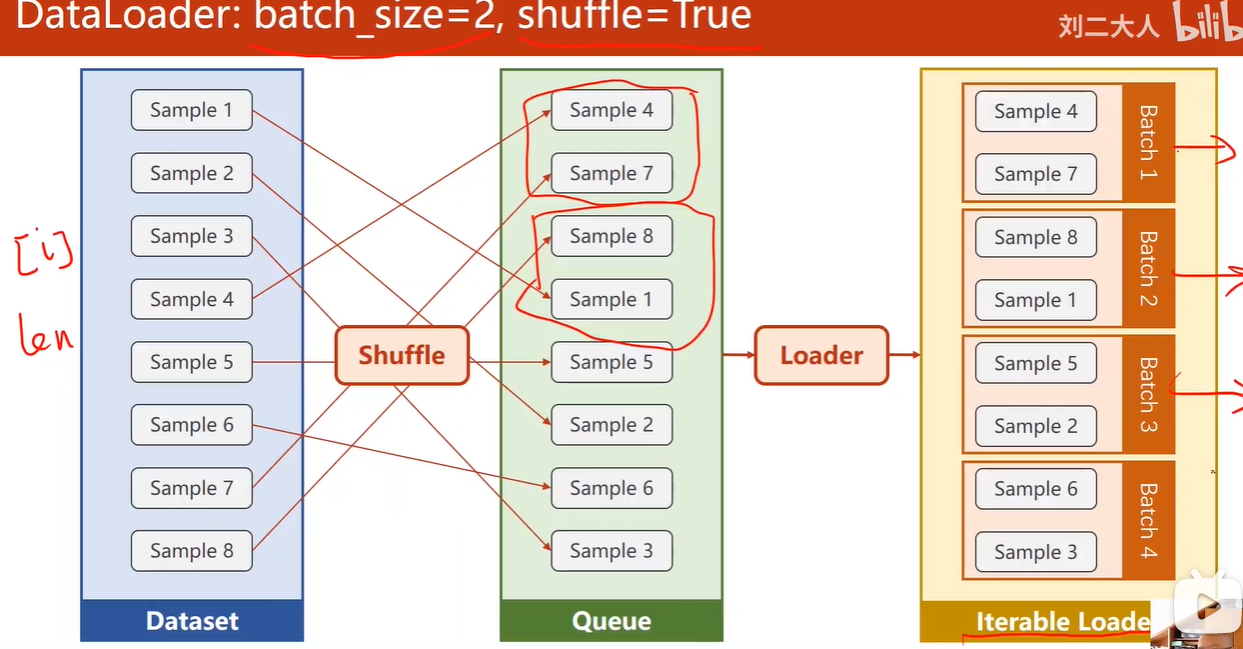 DataLoader: batch_size=2, shuffle=True
刘二大人
Sample 1
Sample 2
Sample 3
Sample 4
Sample 5
Sample 6
Sample 7
Sample 8
Dataset
[i]
len
Shuffle
Sample 4
Sample 7
Sample 8
Sample 1
Sample 5
Sample 2
Sample 6
Sample 3
Queue
Loader
Sample 4
Sample 7
Batch 1
Sample 8
Sample 1
Batch 2
Sample 5
Sample 2
Batch 3
Sample 6
Sample 3
Batch 4
Iterable Loade